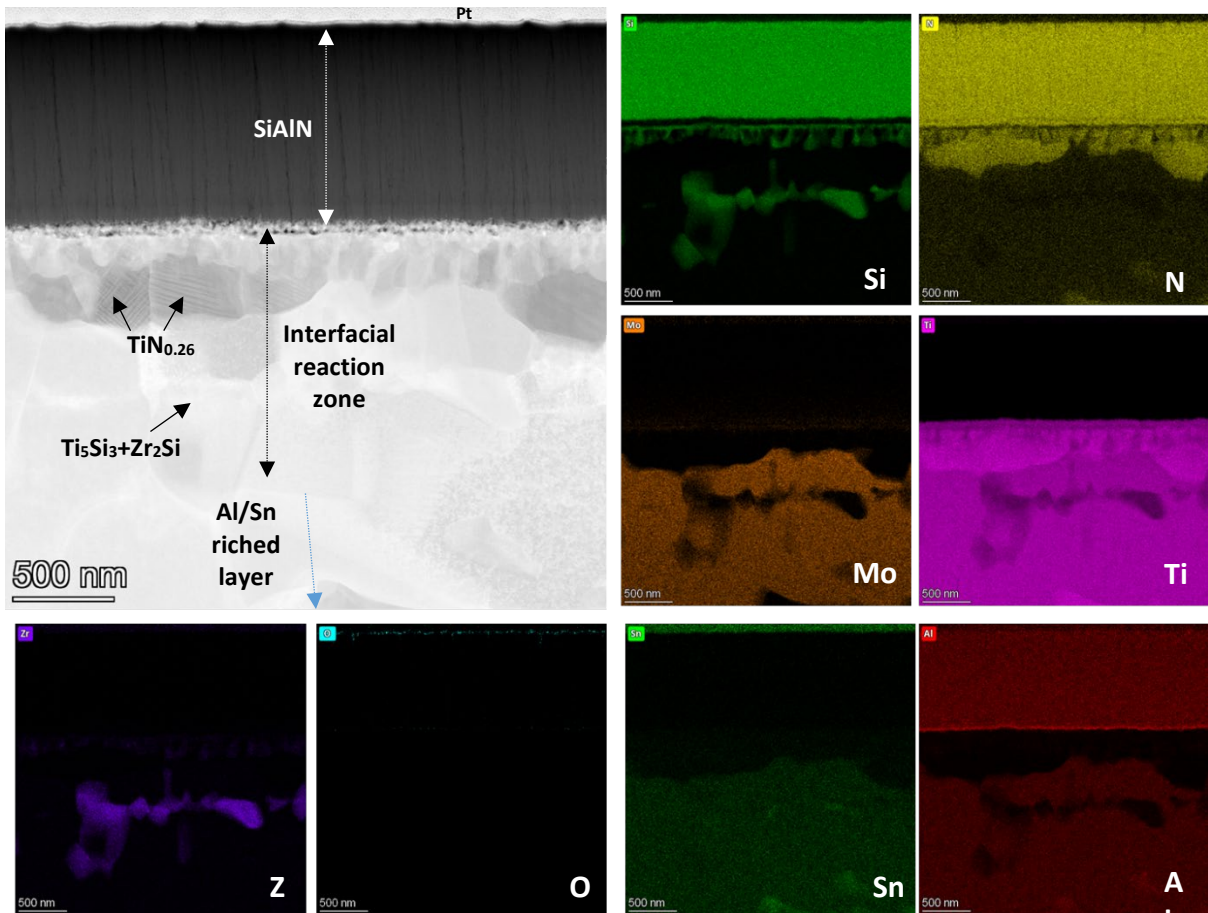 Pt
SiAlN
TiN0.26
Interfacial
reaction
zone
Ti5Si3+Zr2Si
Al/Sn
riched
layer
500 nm
Si
Si
500 nm
N
N
500 nm
Mo
Mo
500 nm
Ti
Ti
500 nm
Zr
Z
500 nm
O
O
500 nm
Sn
Sn
500 nm
Al
A
500 nm